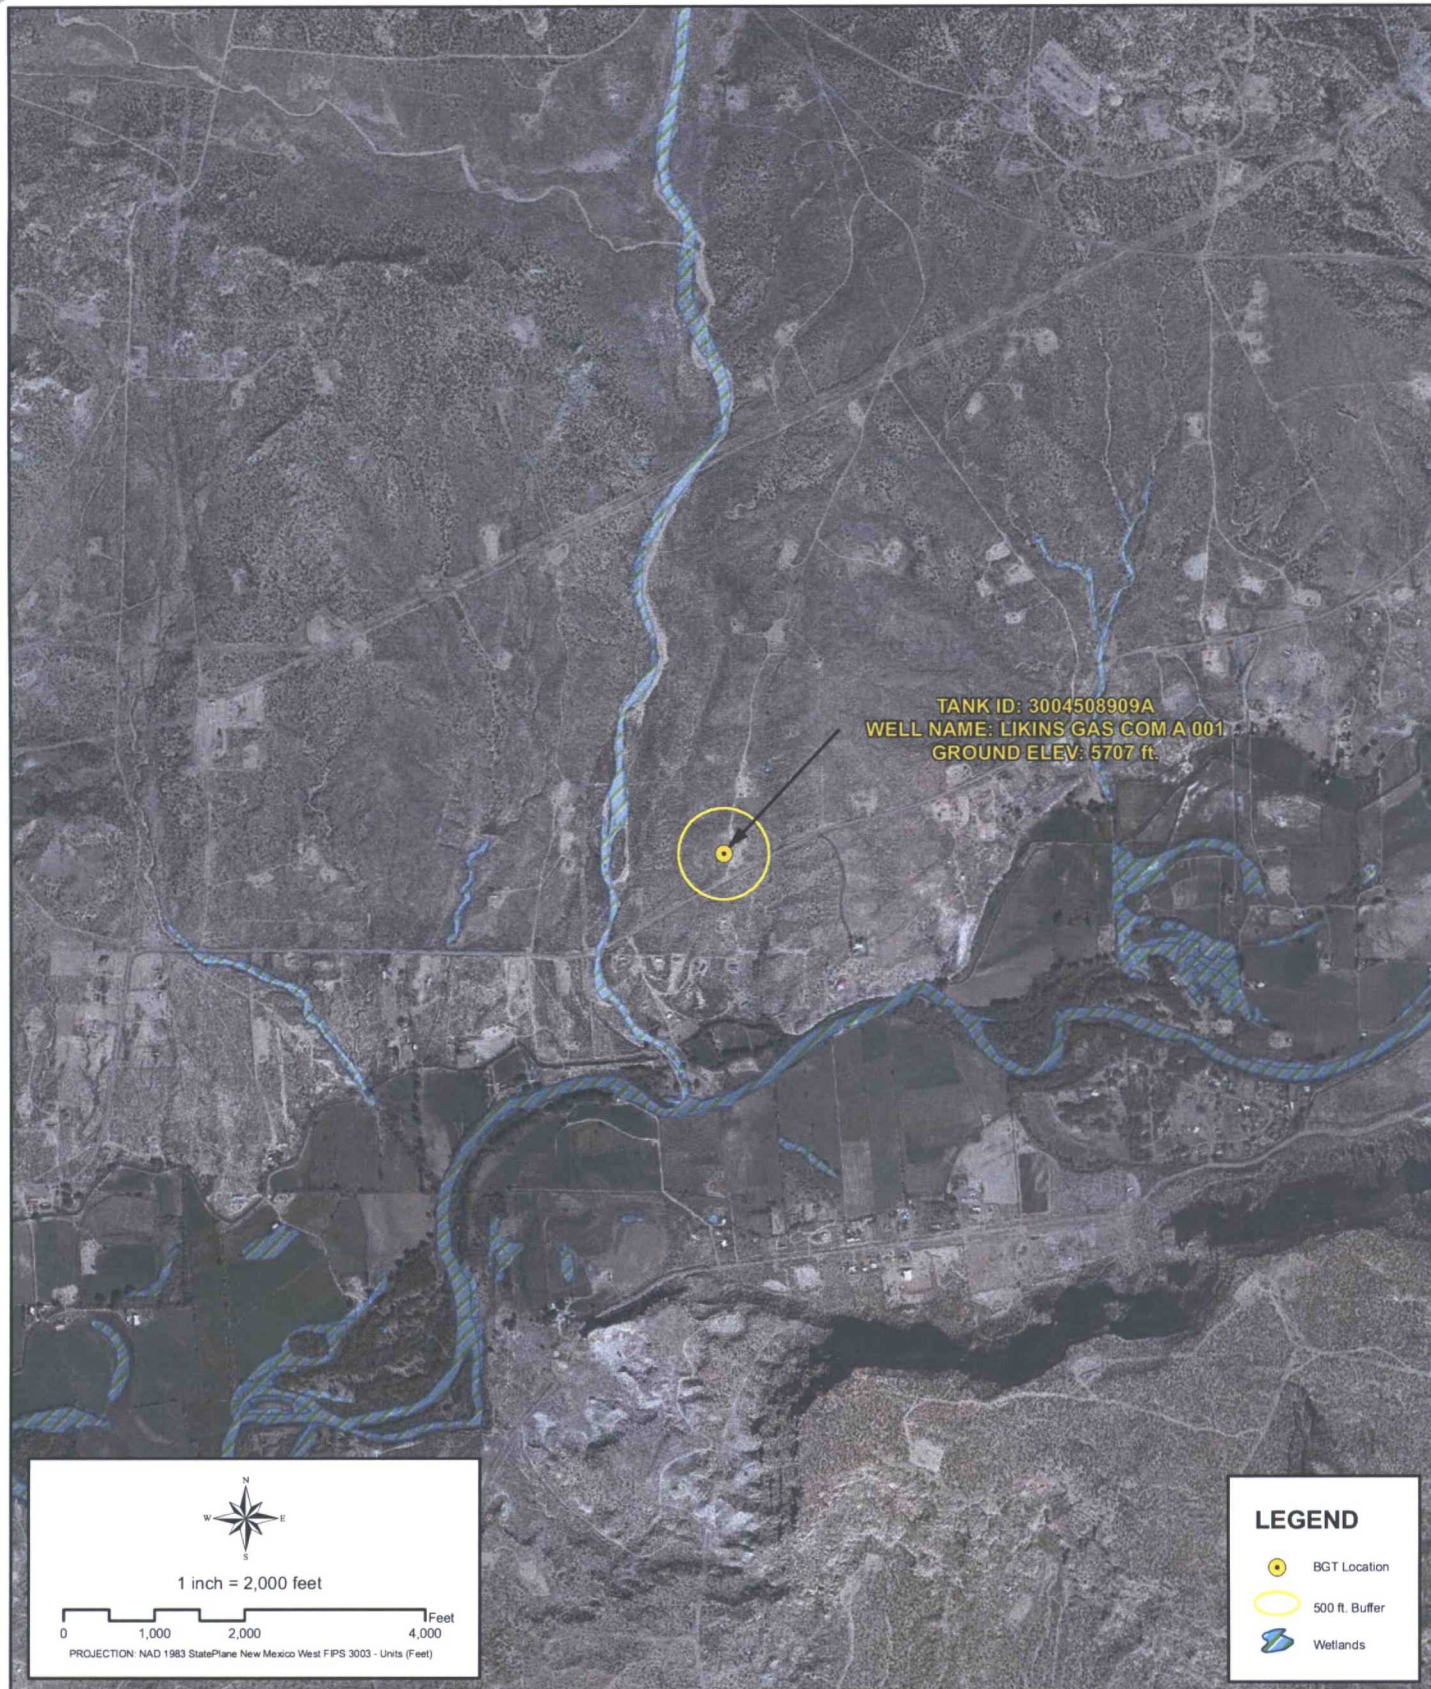 TANK ID: 3004508909A
WELL NAME: LIKINS GAS COM A 001
GROUND ELEV: 5707 ft.
N
W E
S
1 inch = 2,000 feet
Feet
0 1,000 2,000 4,000
PROJECTION: NAD 1983 StatePlane New Mexico West FIPS 3003 - Units (Feet)
LEGEND
BGT Location
500 ft. Buffer
Wetlands